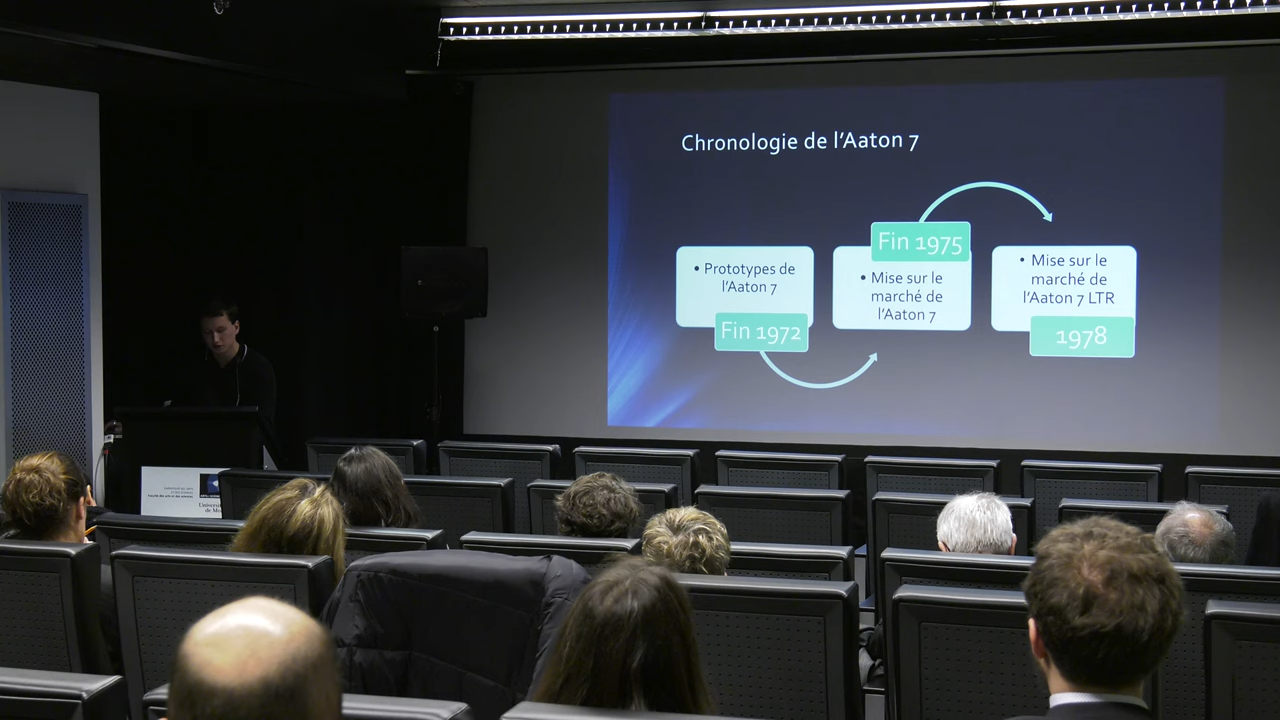 Chronologie de l'Aaton 7
• Prototypes de
l'Aaton 7
Fin 1972
Fin 1975
• Mise sur le
marché de
l'Aaton 7
• Mise sur le
marché de
l'Aaton 7 LTR
1978